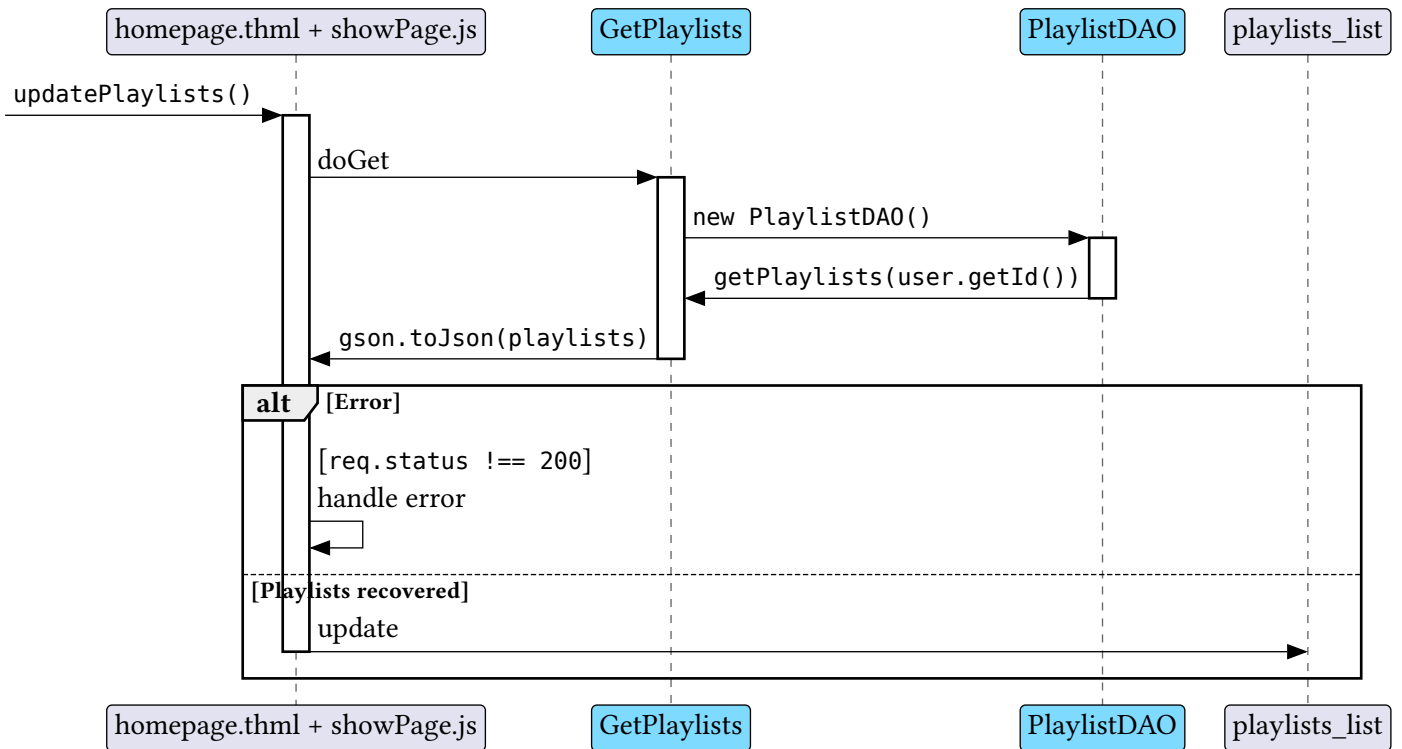 homepage.thml + showPage.js
GetPlaylists
PlaylistDAO
playlists_list
updatePlaylists()
doGet
new PlaylistDAO()
getPlaylists(user.getId())
gson.toJson(playlists)
alt
[Error]
[req.status !== 200]
handle error
[Playlists recovered]
update
homepage.thml + showPage.js
GetPlaylists
PlaylistDAO
playlists_list